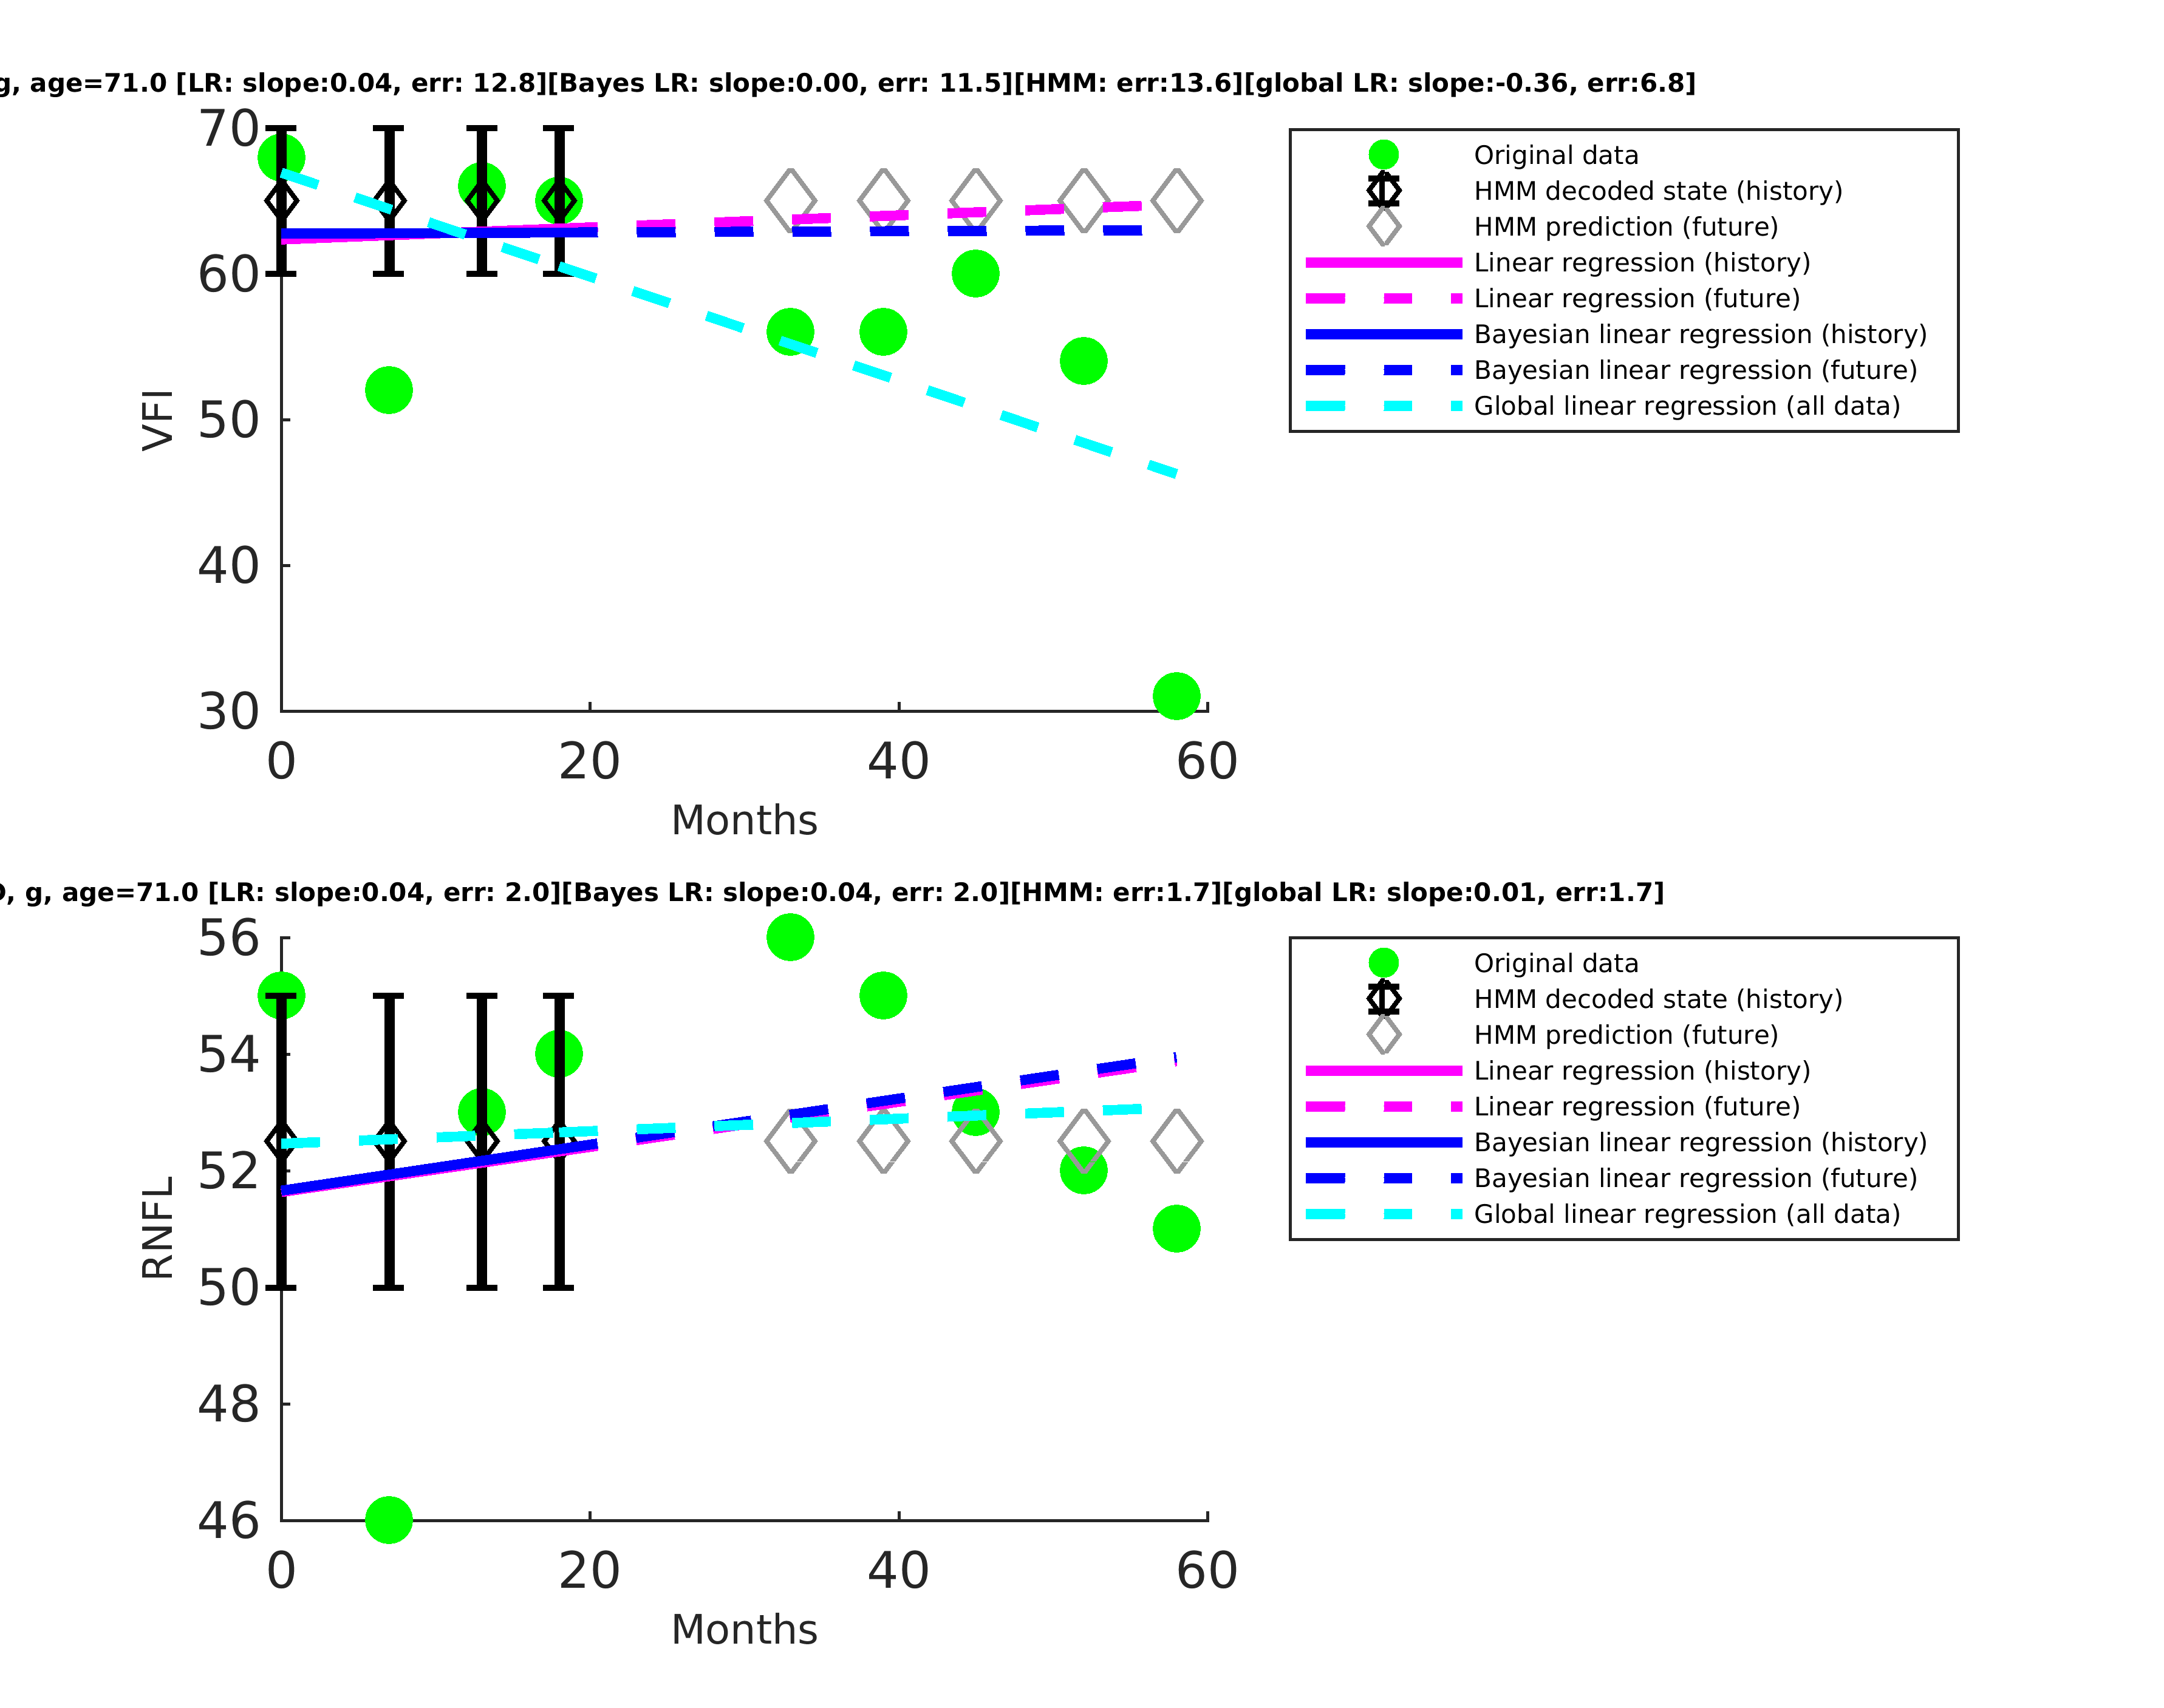 g, age=71.0 [LR: slope:0.04, err: 12.8][Bayes LR: slope:0.00, err: 11.5][HMM: err:13.6][global LR: slope:-0.36, err:6.8]
70
60
50
40
30
VFI
0 20 40 60
Months
Original data
HMM decoded state (history)
HMM prediction (future)
Linear regression (history)
Linear regression (future)
Bayesian linear regression (history)
Bayesian linear regression (future)
Global linear regression (all data)
g, age=71.0 [LR: slope:0.04, err: 2.0][Bayes LR: slope:0.04, err: 2.0][HMM: err:1.7][global LR: slope:0.01, err:1.7]
56
54
52
50
48
46
RNFL
0 20 40 60
Months
Original data
HMM decoded state (history)
HMM prediction (future)
Linear regression (history)
Linear regression (future)
Bayesian linear regression (history)
Bayesian linear regression (future)
Global linear regression (all data)